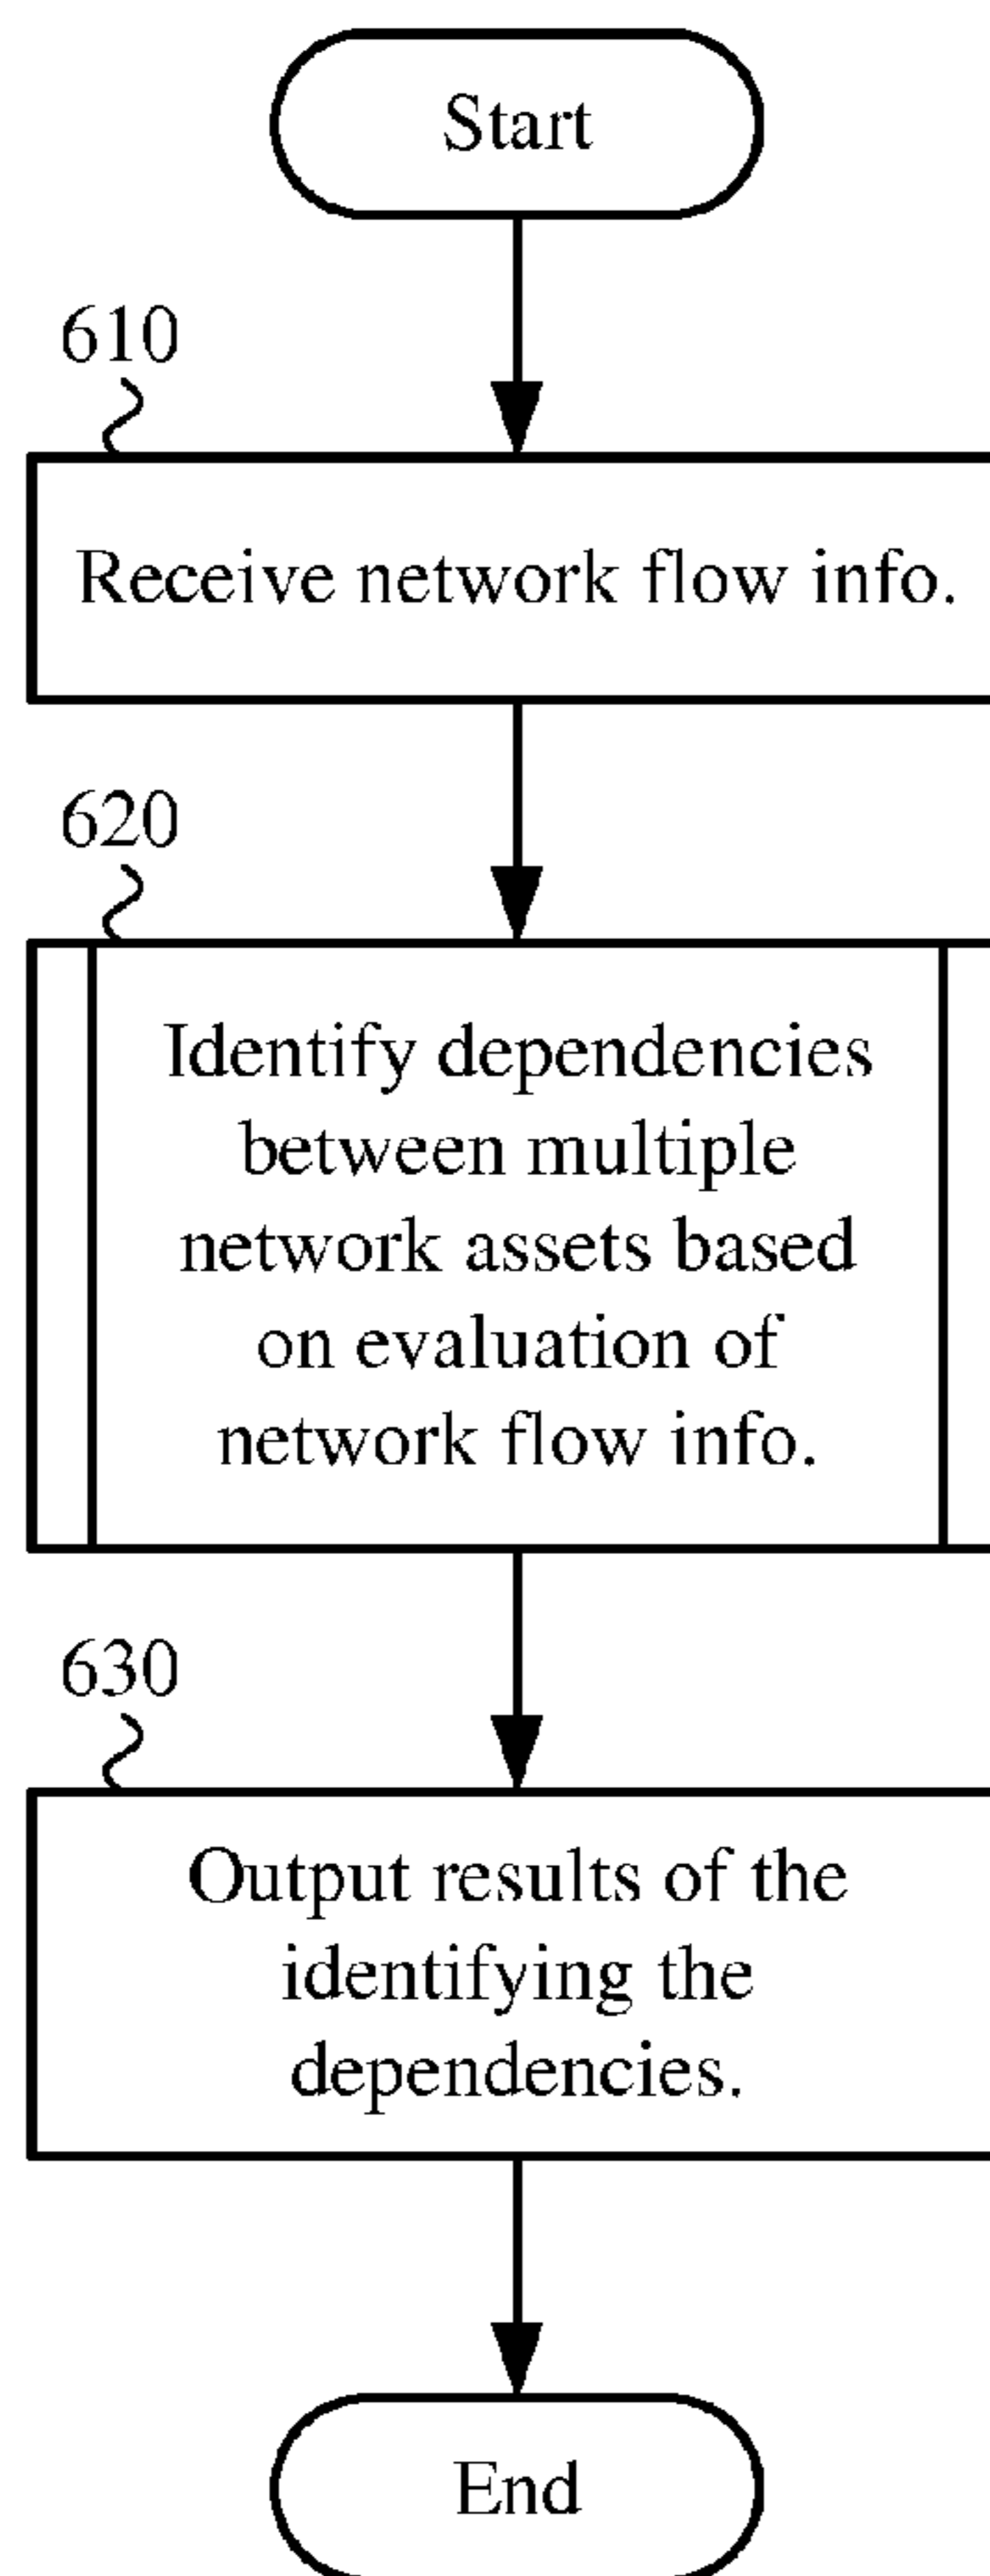 Start
610
Receive network flow info.
620
Identify dependencies
between multiple
network assets based
on evaluation of
network flow info.
630
Output results of the
identifying the
dependencies.
End